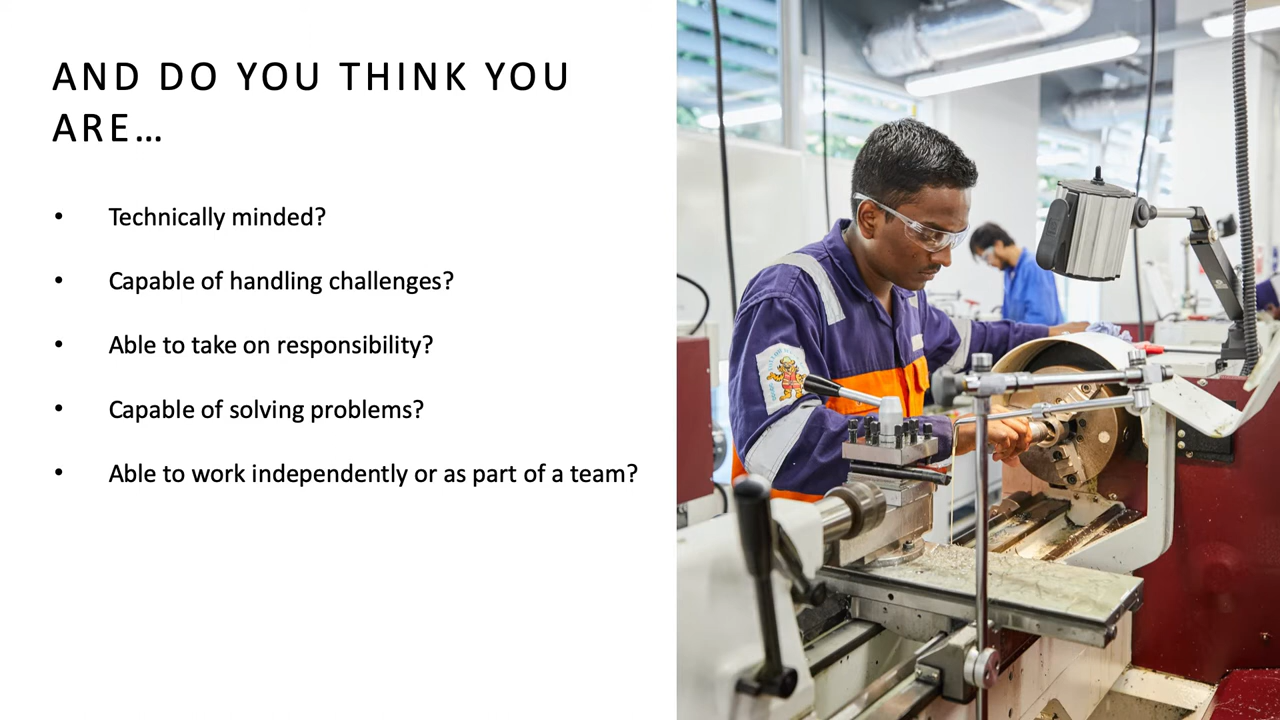 AND DO YOU THINK YOU
ARE…
• Technically minded?
• Capable of handling challenges?
• Able to take on responsibility?
• Capable of solving problems?
• Able to work independently or as part of a team?